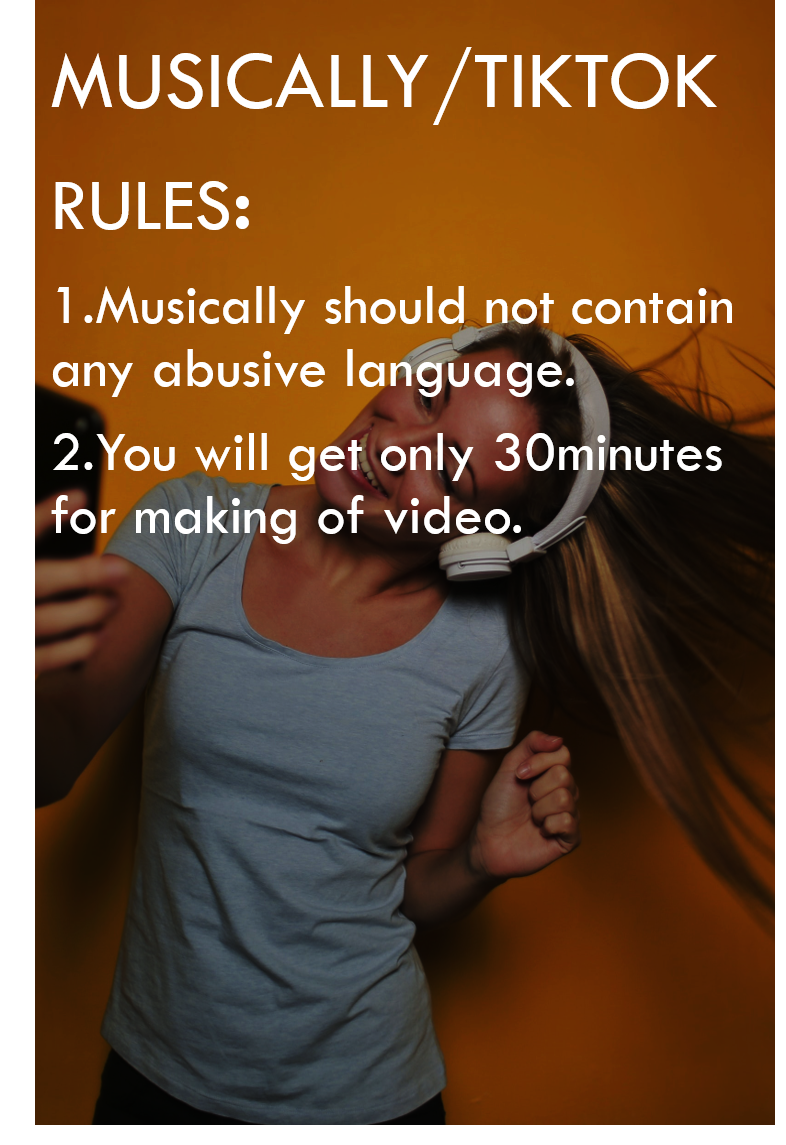 MUSICALLY/TIKTOK
RULES:
1.Musically should not contain
any abusive language.
2.You will get only 30minutes
for making of video.